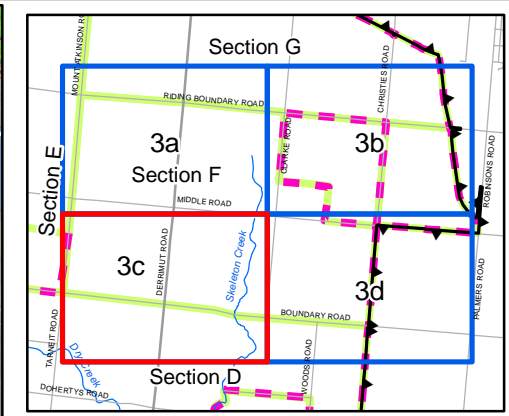 Section G
MOUNT ATKINSON R
CHRISTIES ROAD
RIDING BOUNDARY ROAD
3a
3b
CLARKE ROAD
ROBINSONS ROAD
Section E
Section F
MIDDLE ROAD
3c
DERRIMUT ROAD
Skeleton Creek
3d
PALMERS ROAD
BOUNDARY ROAD
TARNEIT ROAD
Dry Creek
WOODS ROAD
Section D
DOHERTYS ROAD